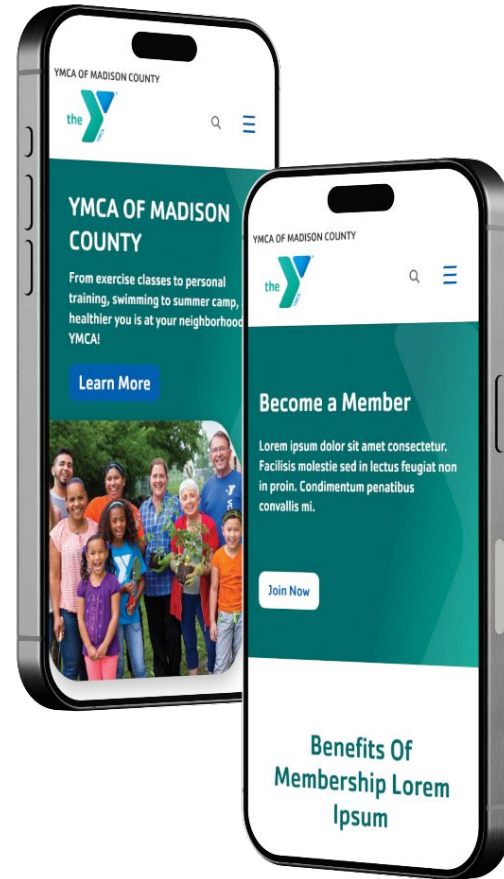 YMCA OF MADISON COUNTY
the
YMCA
YMCA OF MADISON
COUNTY
From exercise classes to personal
training, swimming to summer camp,
healthier you is at your neighborhood
YMCA!
Learn More
YMCA OF MADISON COUNTY
the
YMCA
Become a Member
Lorem ipsum dolor sit amet consectetur.
Facilisis molestie sed in lectus feugiat non
in proin. Condimentum penatibus
convallis mi.
Join Now
Benefits Of
Membership Lorem
Ipsum